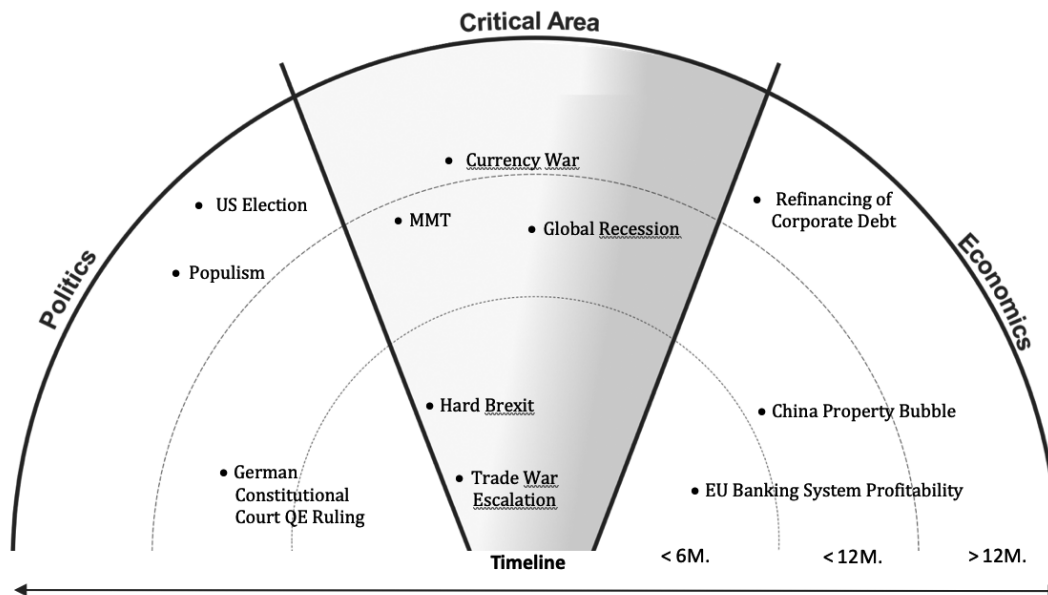 Critical Area
Currency War
US Election
MMT
Global Recession
Refinancing of
Corporate Debt
Politics
Populism
Economics
Hard Brexit
China Property Bubble
German
Constitutional
Court QE Ruling
Trade War
Escalation
EU Banking System Profitability
Timeline
< 6M.
< 12M.
> 12M.